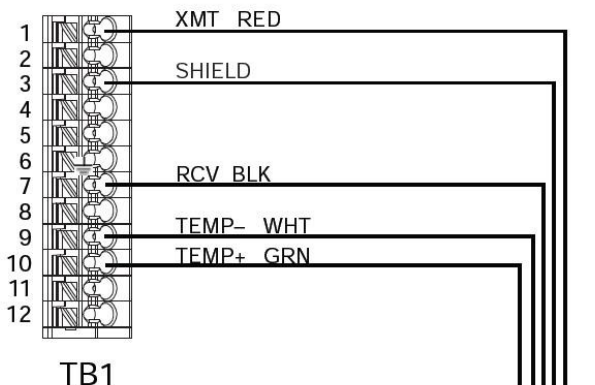 1
XMT RED
2
3
SHIELD
4
5
6
7
RCV BLK
8
9
TEMP– WHT
10
TEMP+ GRN
11
12
TB1